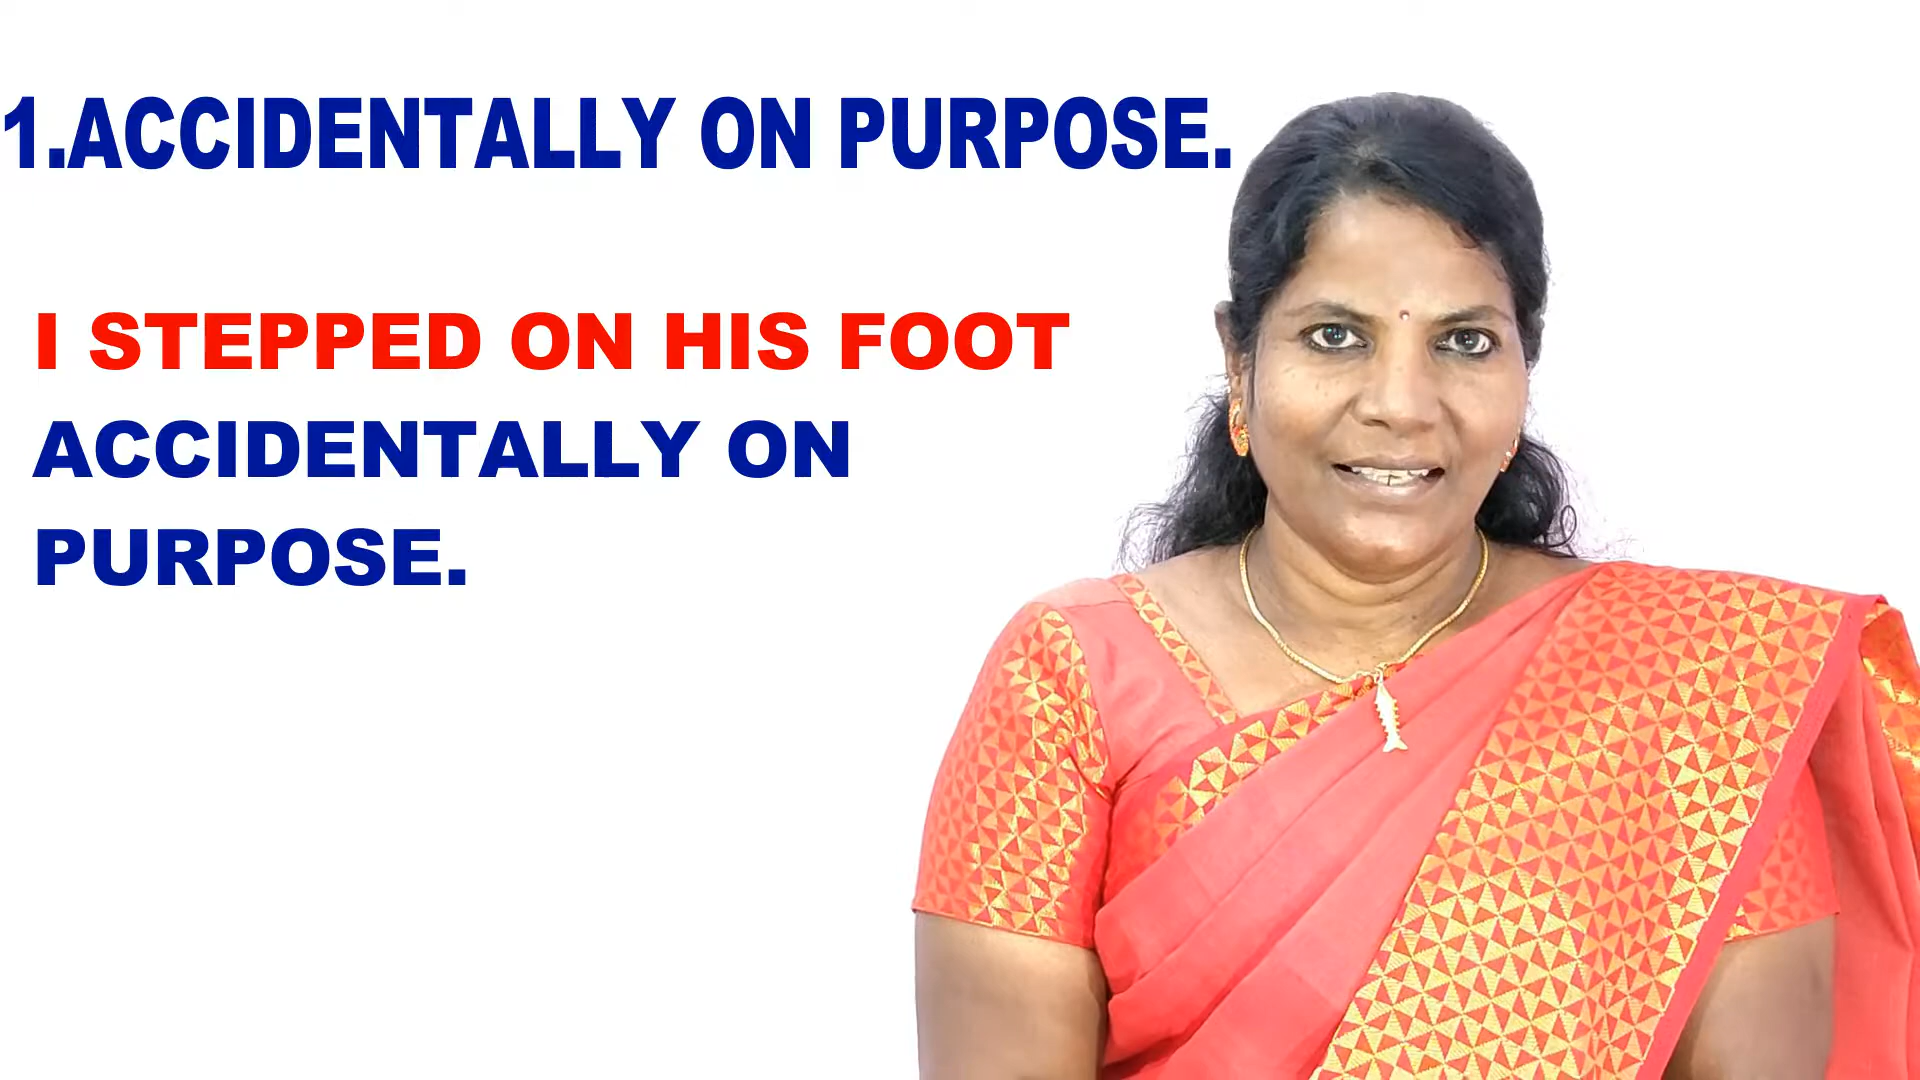 1.ACCIDENTALLY ON PURPOSE.
I STEPPED ON HIS FOOT
ACCIDENTALLY ON
PURPOSE.